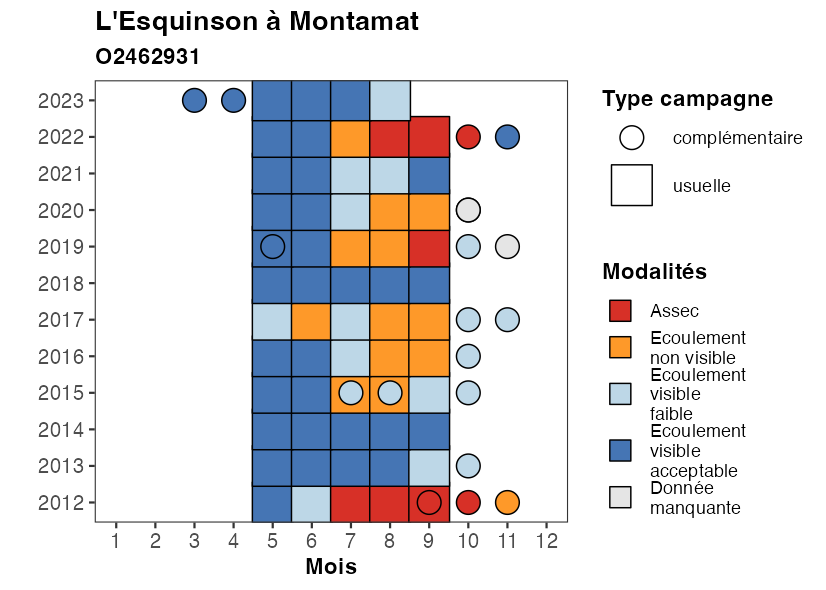 L'Esquinson à Montamat
O2462931
2023
2022
2021
2020
2019
2018
2017
2016
2015
2014
2013
2012
1 2 3 4 5 6 7 8 9 10 11 12
Mois
Type campagne
complémentaire
usuelle
Modalités
Assec
Ecoulement
non visible
Ecoulement
visible
faible
Ecoulement
visible
acceptable
Donnée
manquante